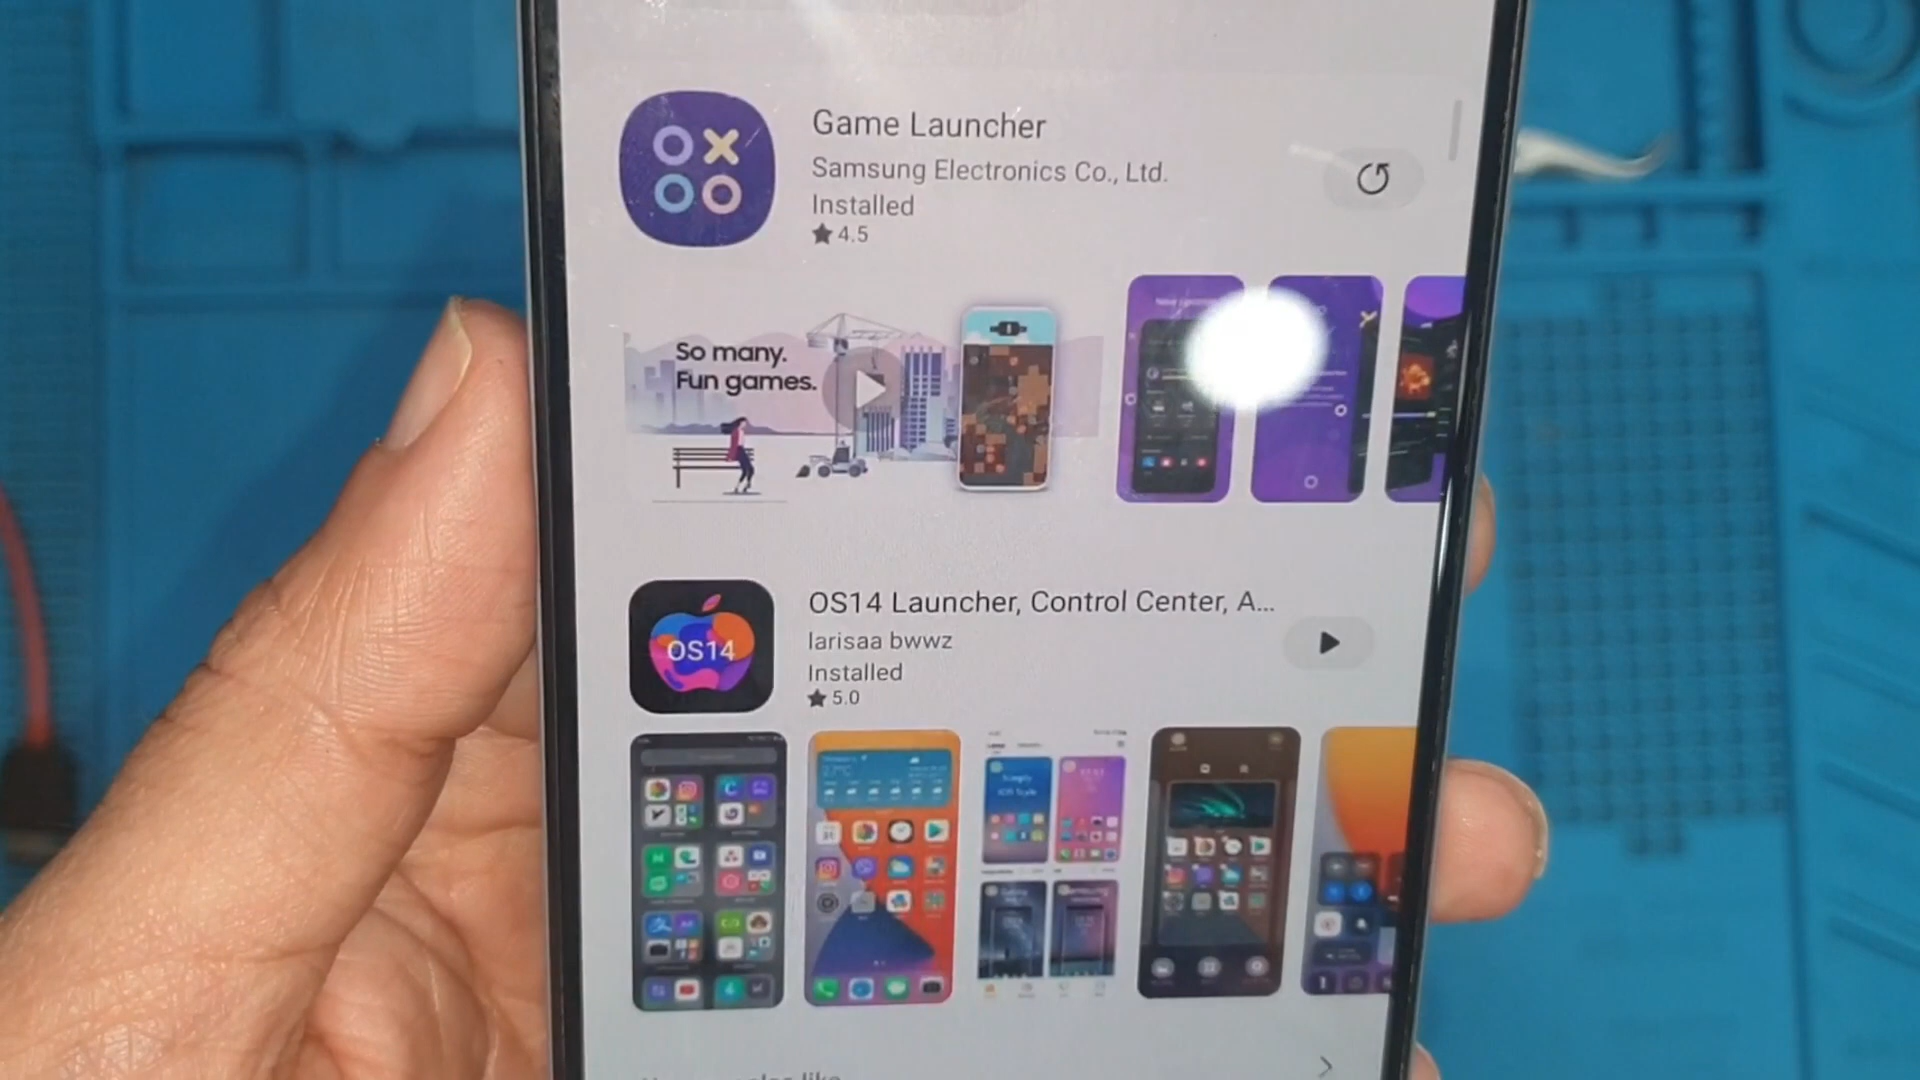 Game Launcher
Samsung Electronics Co., Ltd.
Installed
★ 4.5
So many.
Fun games.
OS14
OS14 Launcher, Control Center, A...
larisaa bwwz
Installed
★ 5.0